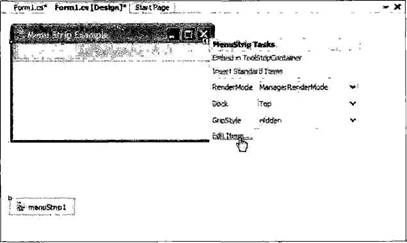 Form1.cs* Form1.cs [Design]* Start Page
Menu Strip Example
MenuStrip Tasks
Embed in ToolStripContainer
Insert Standard Items
RenderMode ManagerRenderMode
Dock Top
GripStyle Hidden
Edit Items...
menuStrip1